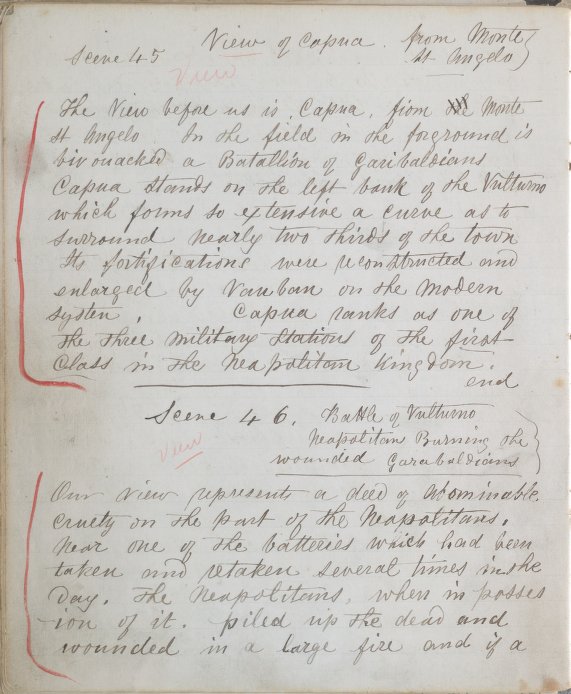 Scene 45 View of Capua. from Monte
St Angelo
View
The View before us is Capua, from the Monte
St Angelo In the field in the forground is
bivouacked a Batallion of Garibaldians
Capua stands on the left bank of the Vulturno
which forms so extensive a curve as to
surround nearly two thirds of the town
Its fortifications were reconstructed and
enlarged by Vauban on the Modern
system, Capua ranks as one of
the three military stations of the first
Class in the Neapolitan Kingdom.
end
Scene 46. Battle of Vulturno
Neapolitan Burning the
View
wounded Garabaldians
Our view represents a deed of Abominable
cruety on the part of the Neapolitans.
Near one of the batteries which had been
taken and retaken several times in the
Day. The Neapolitans, when in posses
ion of it. piled up the dead and
wounded in a large fire and if a